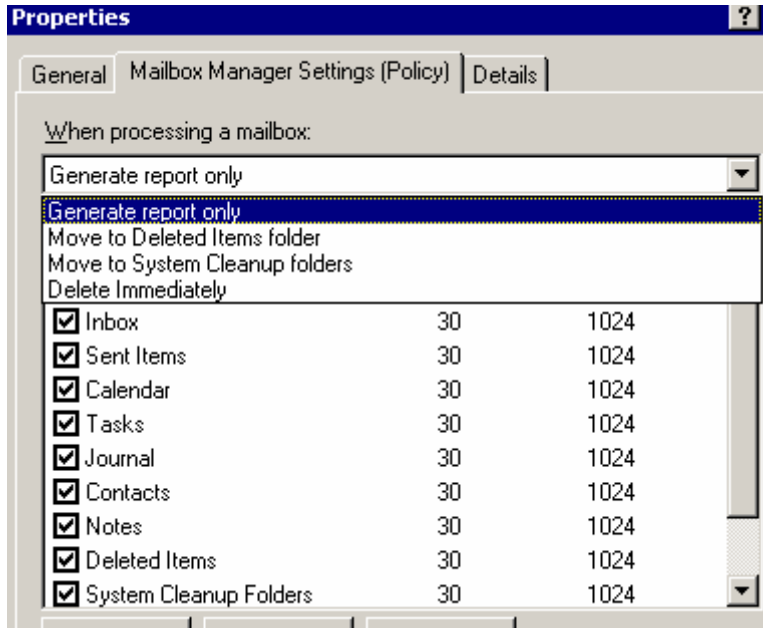 Properties ?
General Mailbox Manager Settings (Policy) Details
When processing a mailbox:
Generate report only
Generate report only
Move to Deleted Items folder
Move to System Cleanup folders
Delete Immediately
Inbox 30 1024
Sent Items 30 1024
Calendar 30 1024
Tasks 30 1024
Journal 30 1024
Contacts 30 1024
Notes 30 1024
Deleted Items 30 1024
System Cleanup Folders 30 1024